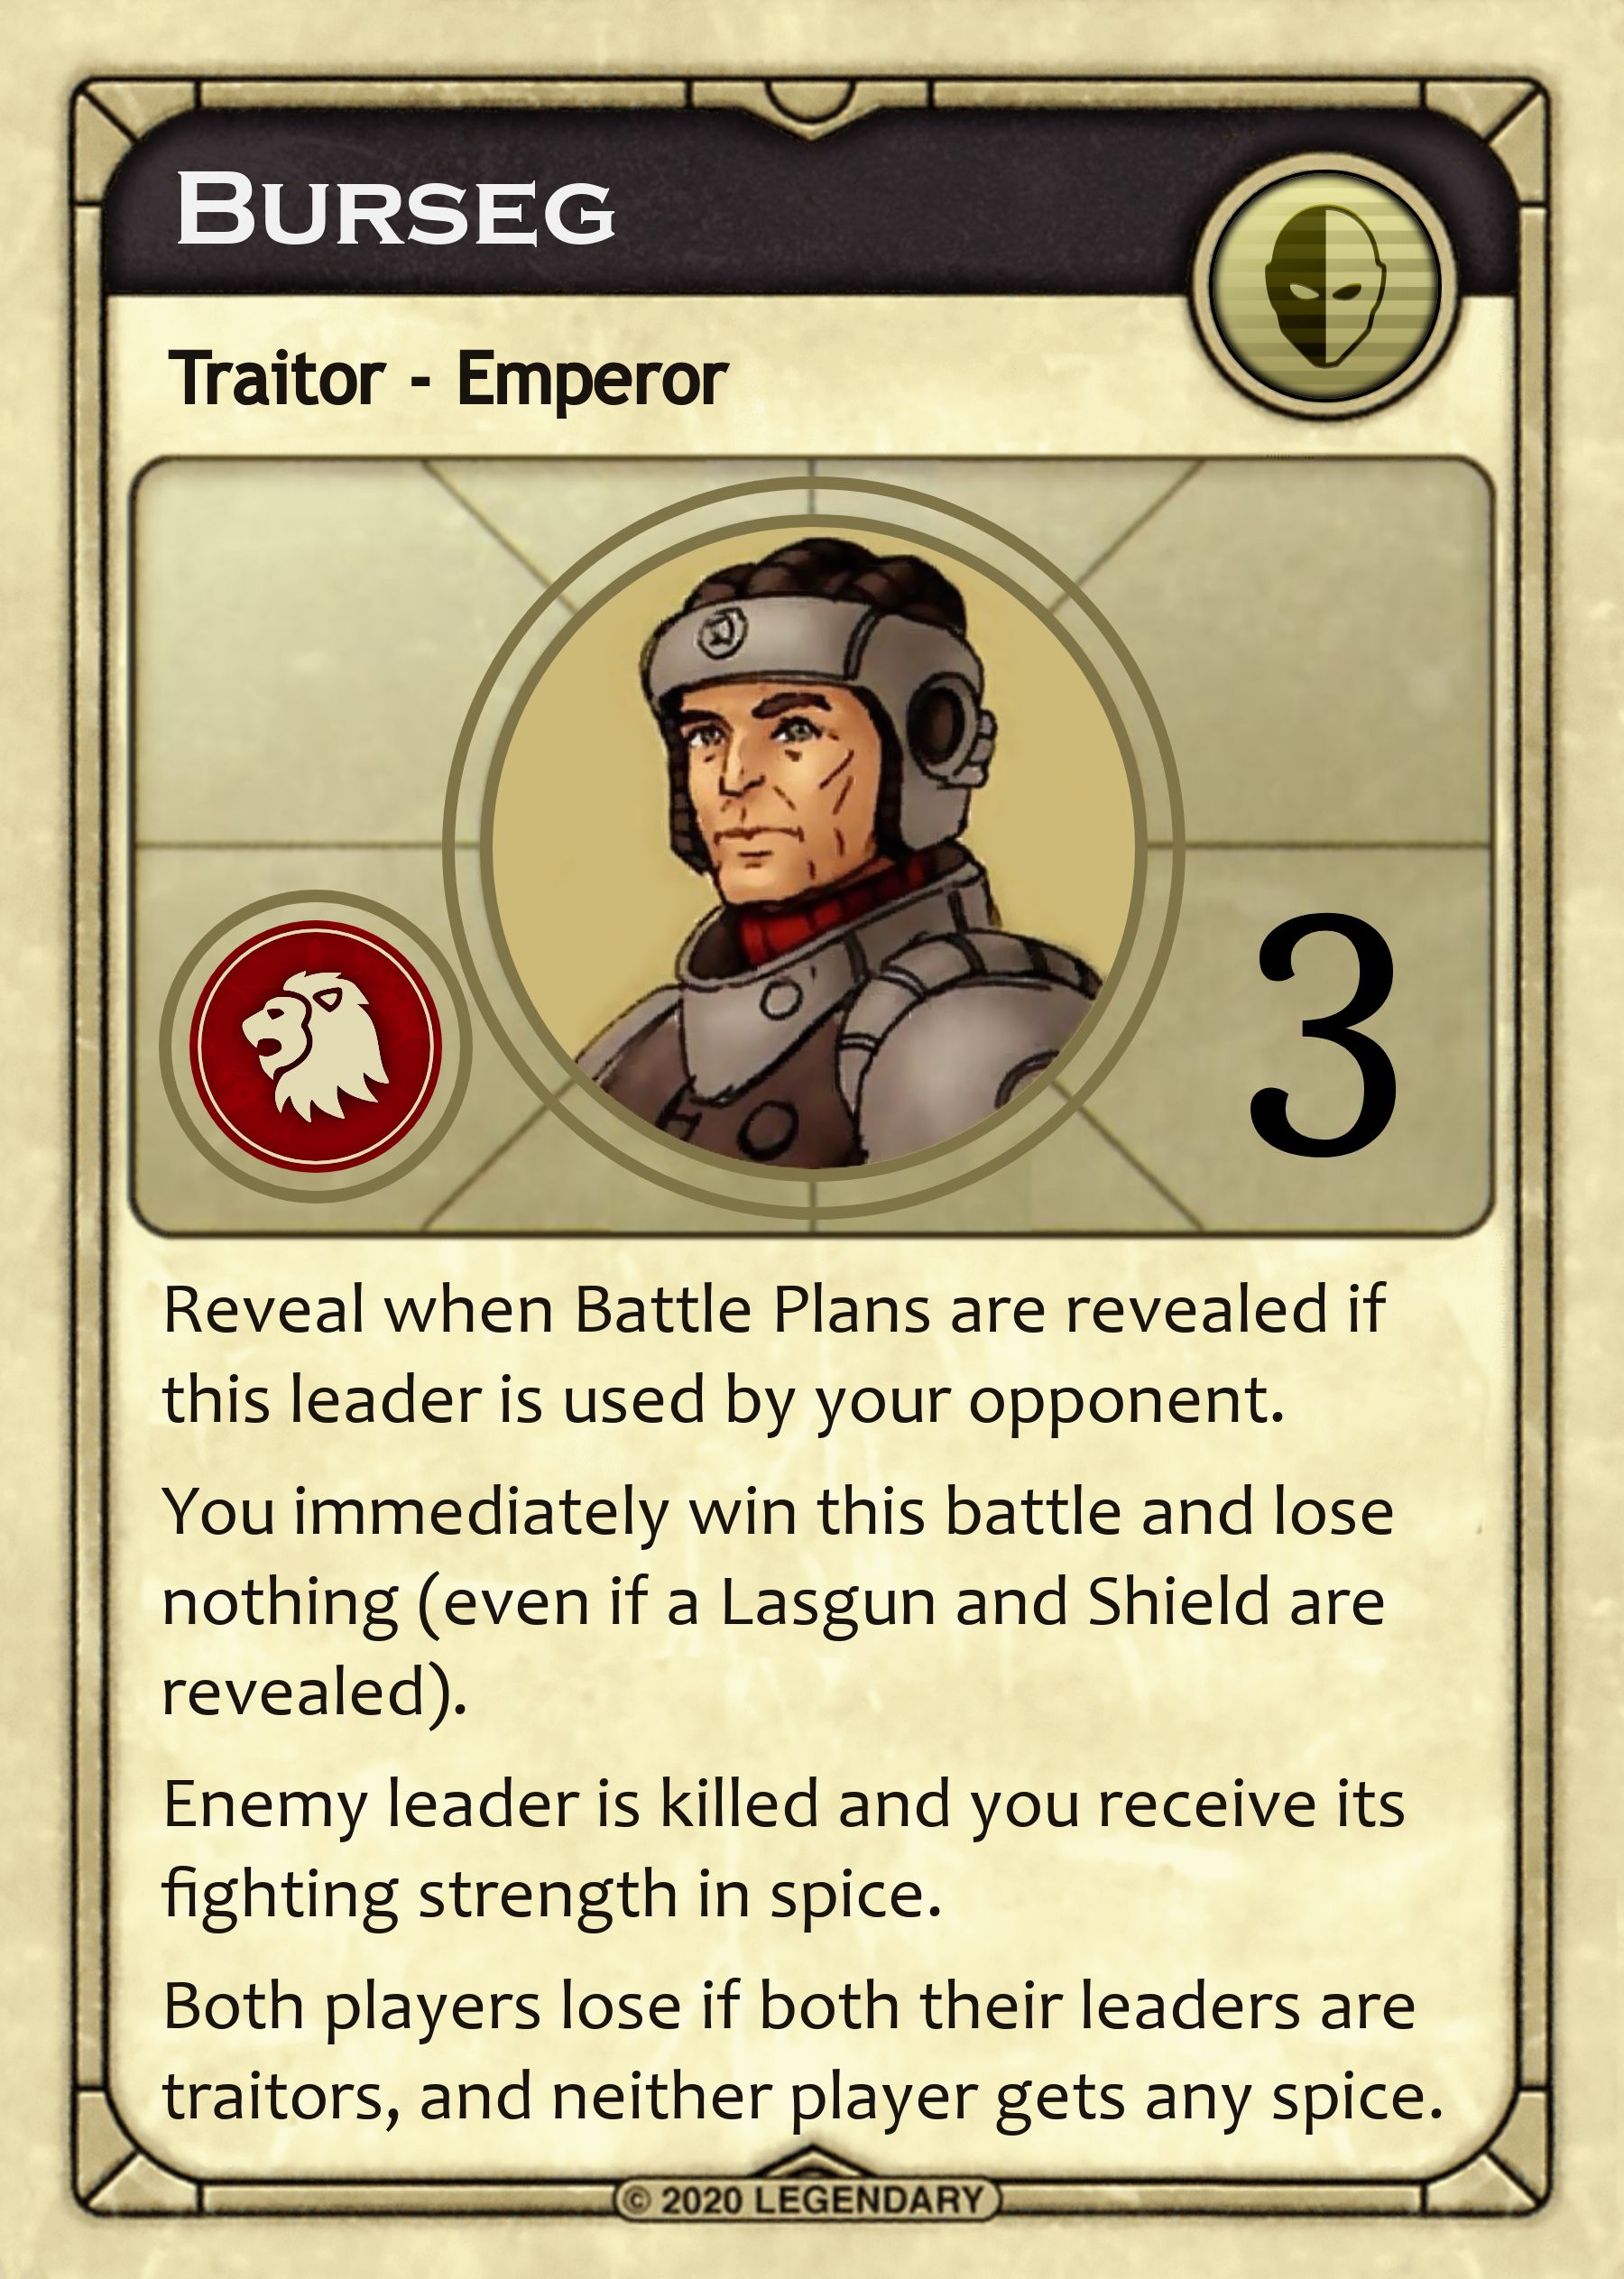 Burseg
Traitor - Emperor
3
Reveal when Battle Plans are revealed if
this leader is used by your opponent.
You immediately win this battle and lose
nothing (even if a Lasgun and Shield are
revealed).
Enemy leader is killed and you receive its
fighting strength in spice.
Both players lose if both their leaders are
traitors, and neither player gets any spice.
© 2020 LEGENDARY